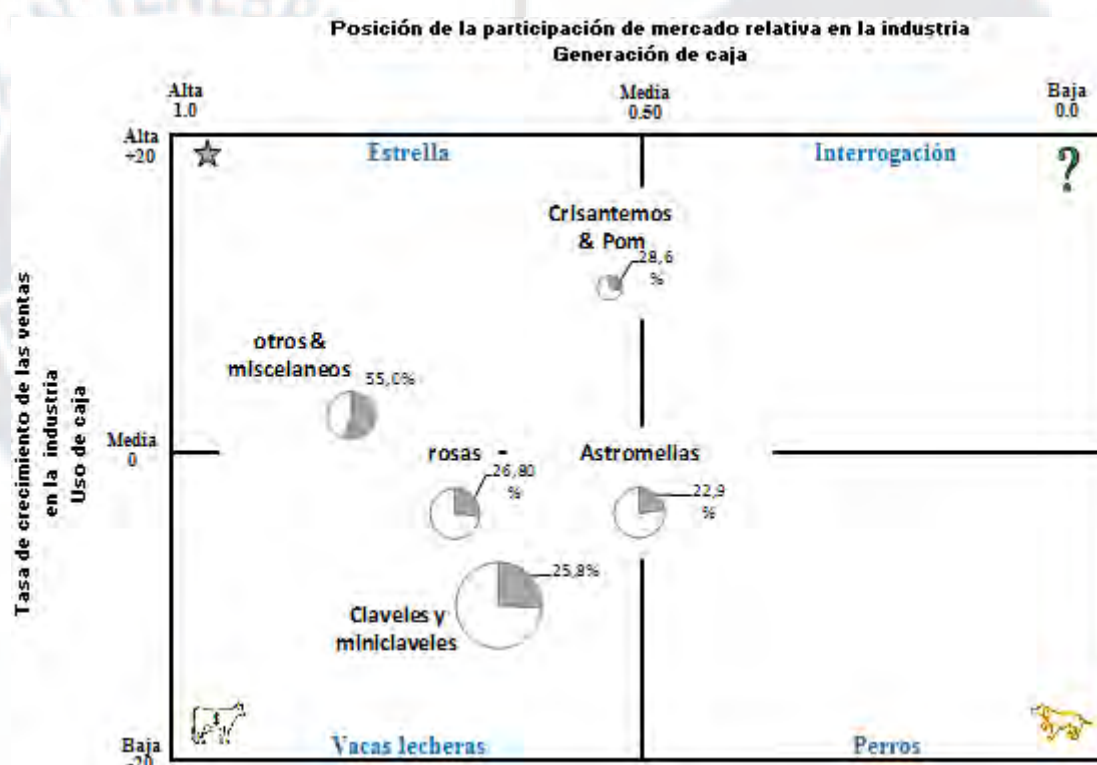 Posición de la participación de mercado relativa en la industria
Generación de caja
Alta
1.0
Media
0.50
Baja
0.0
Alta
+20
Estrella
Interrogación
?
Crisantemos
& Pom
28,6
%
Tasa de crecimiento de las ventas
en la industria
Uso de caja
otros &
miscelaneos
55,0%
Media
0
rosas -
26,80
%
Astromelias
22,9
%
25,8%
Claveles y
miniclaveles
Baja
-20
Vacas lecheras
Perros